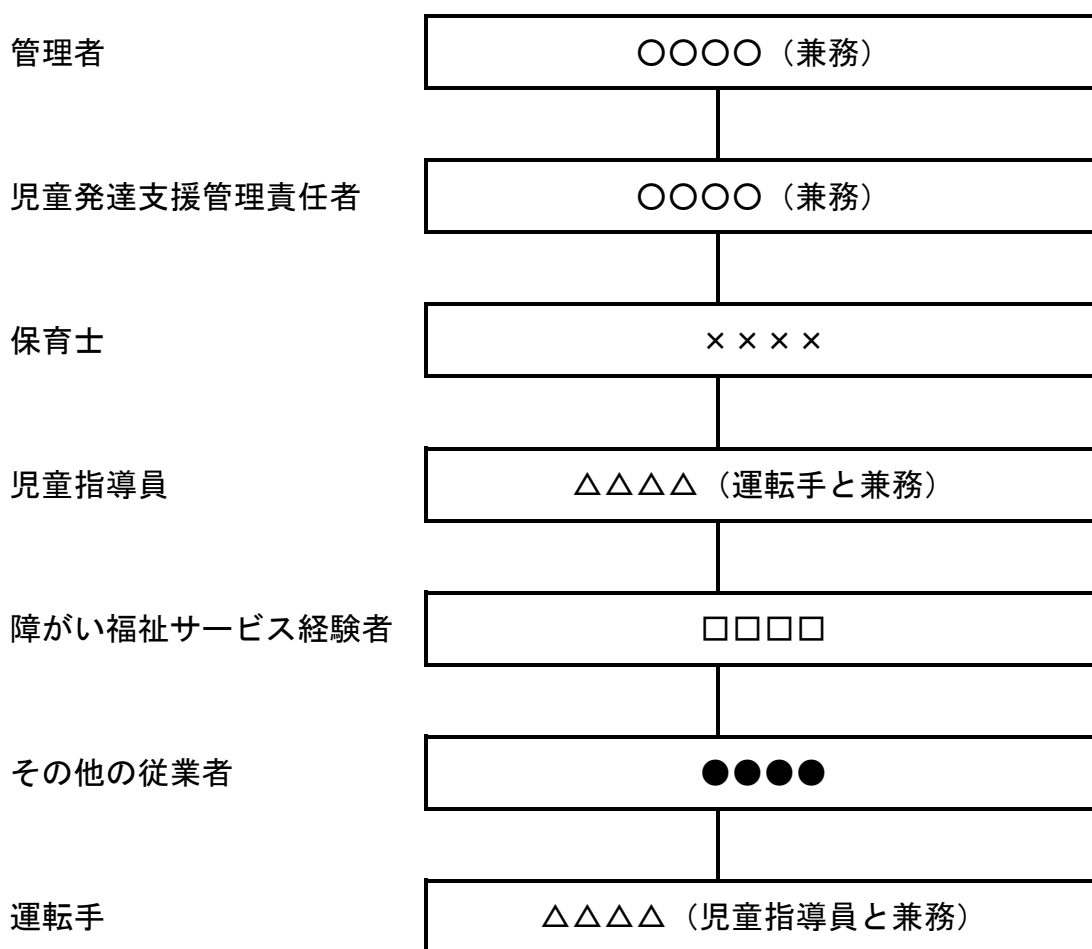 管理者
〇〇〇〇（兼務）
児童発達支援管理責任者
〇〇〇〇（兼務）
保育士
××××
児童指導員
△△△△（運転手と兼務）
障がい福祉サービス経験者
□□□□
その他の従業者
●●●●
運転手
△△△△（児童指導員と兼務）